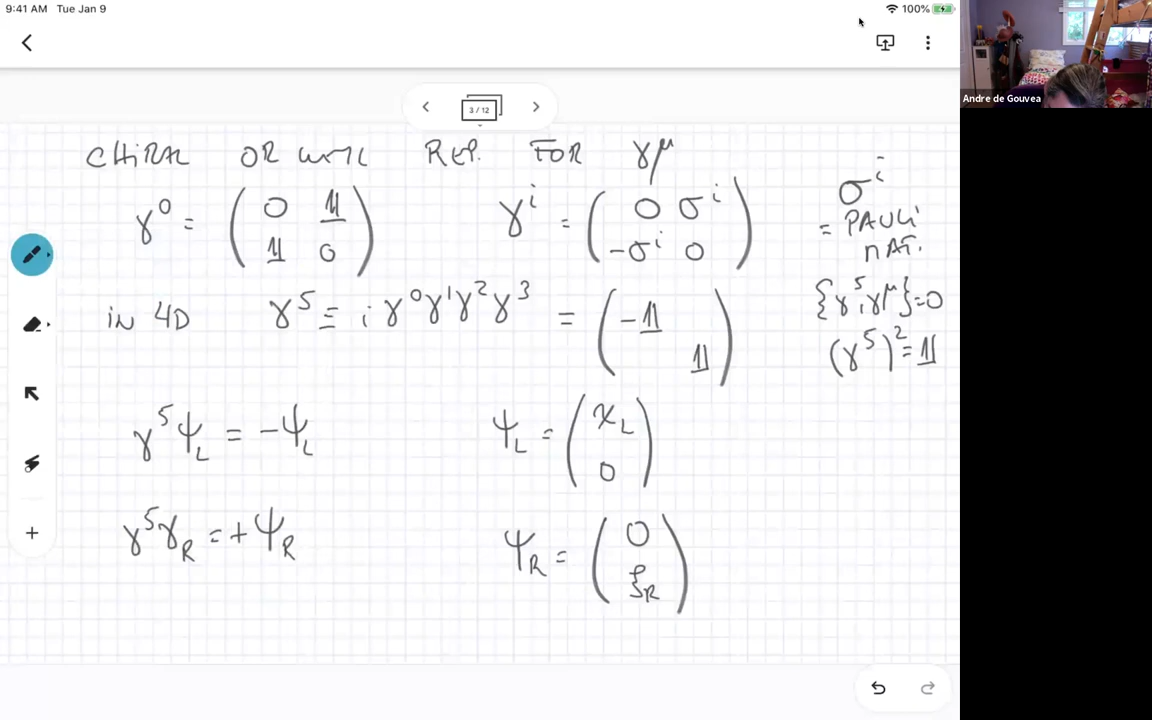 9:41 AM Tue Jan 9
100%
Andre de Gouvea
3 / 12
CHIRAL OR WEYL REP. FOR γ^μ
γ^0 = ( 0 𝟙 ; 𝟙 0 )
γ^i = ( 0 σ^i ; -σ^i 0 )
σ^i
= PAULI
MAT.
in 4D γ^5 ≡ i γ^0 γ^1 γ^2 γ^3 = ( -𝟙 ; 𝟙 )
{γ^5, γ^μ} = 0
(γ^5)^2 = 𝟙
γ^5 ψ_L = -ψ_L
ψ_L = ( χ_L ; 0 )
γ^5 γ_R = + ψ_R
ψ_R = ( 0 ; ξ_R )